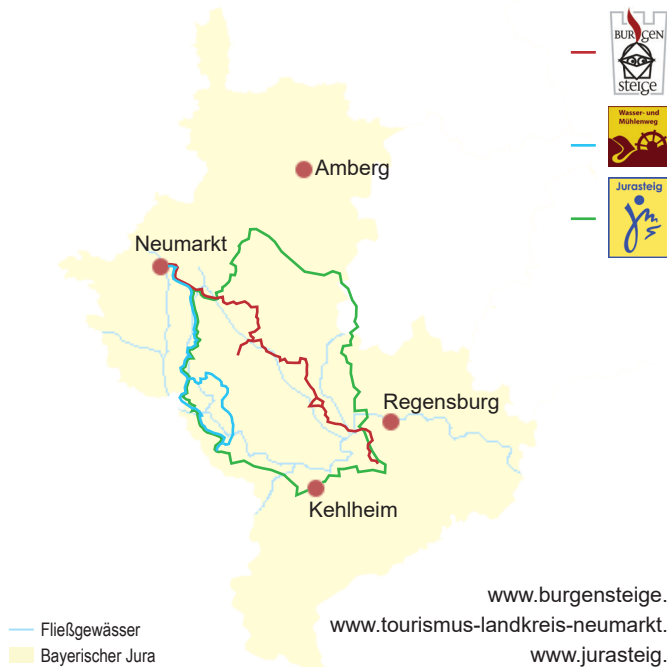 BURGEN
steige
Wasser- und
Mühlenweg
Amberg
Jurasteig
Neumarkt
Regensburg
Kehlheim
www.burgensteige.
Fließgewässer
www.tourismus-landkreis-neumarkt.
Bayerischer Jura
www.jurasteig.